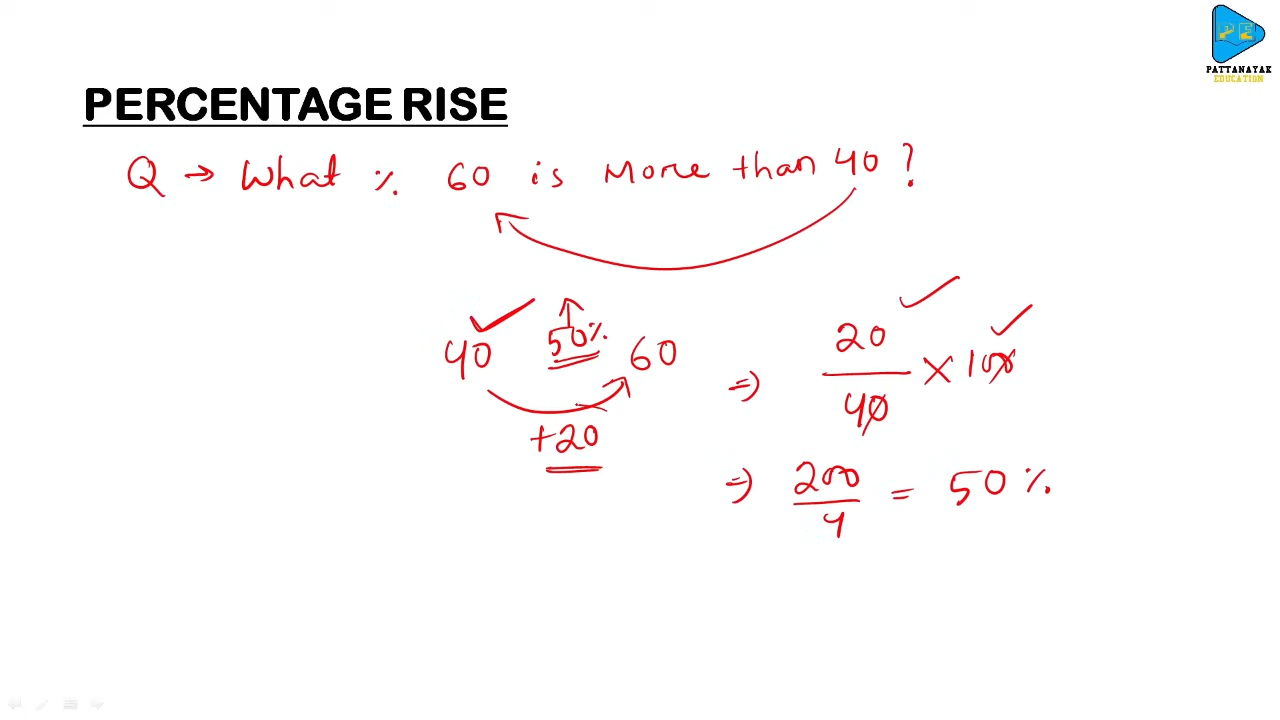 PE
PATTANAYAK
EDUCATION
PERCENTAGE RISE
Q → What % 60 is more than 40?
40 50% 60
+20
⇒ 20/40 × 100
⇒ 200/4 = 50%